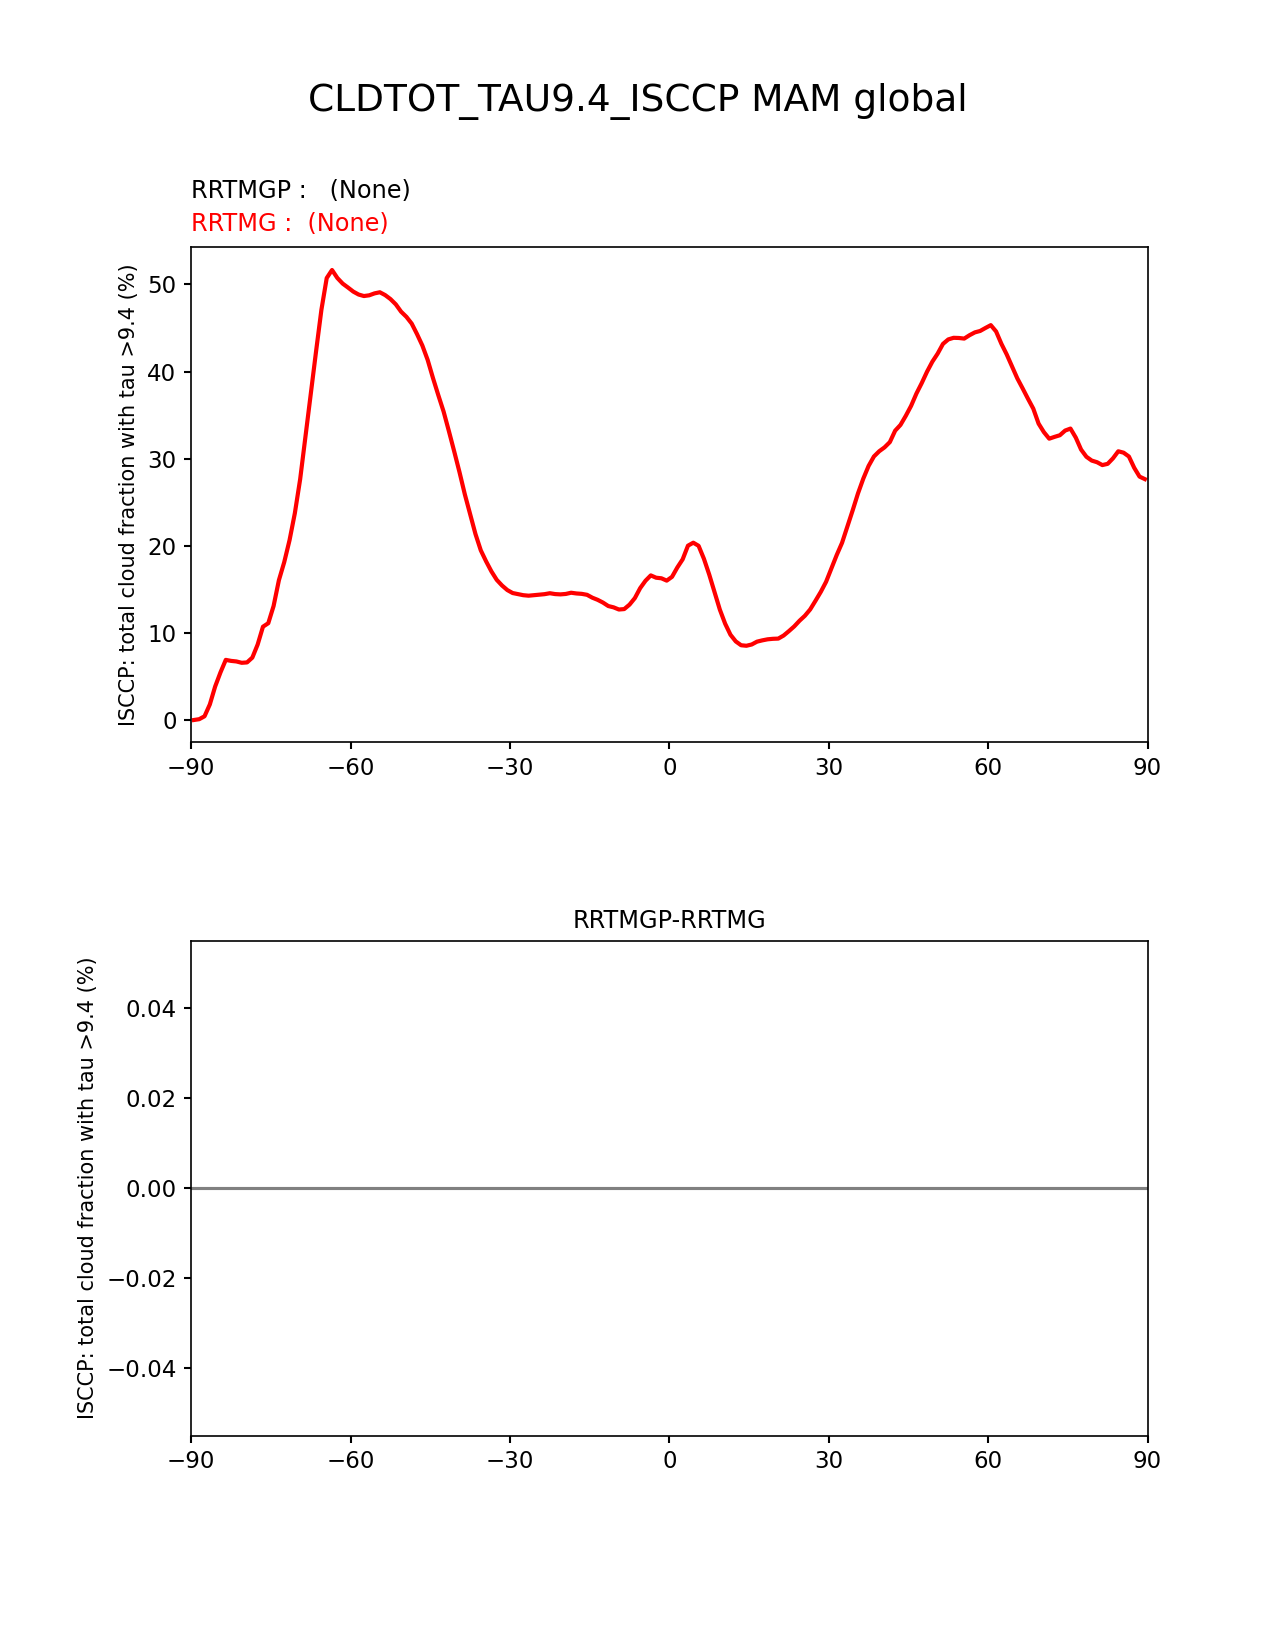 CLDTOT_TAU9.4_ISCCP MAM global
RRTMGP :   (None)
RRTMG :  (None)
ISCCP: total cloud fraction with tau >9.4 (%)
50
40
30
20
10
0
−90 −60 −30 0 30 60 90
RRTMGP-RRTMG
ISCCP: total cloud fraction with tau >9.4 (%)
0.04
0.02
0.00
−0.02
−0.04
−90 −60 −30 0 30 60 90